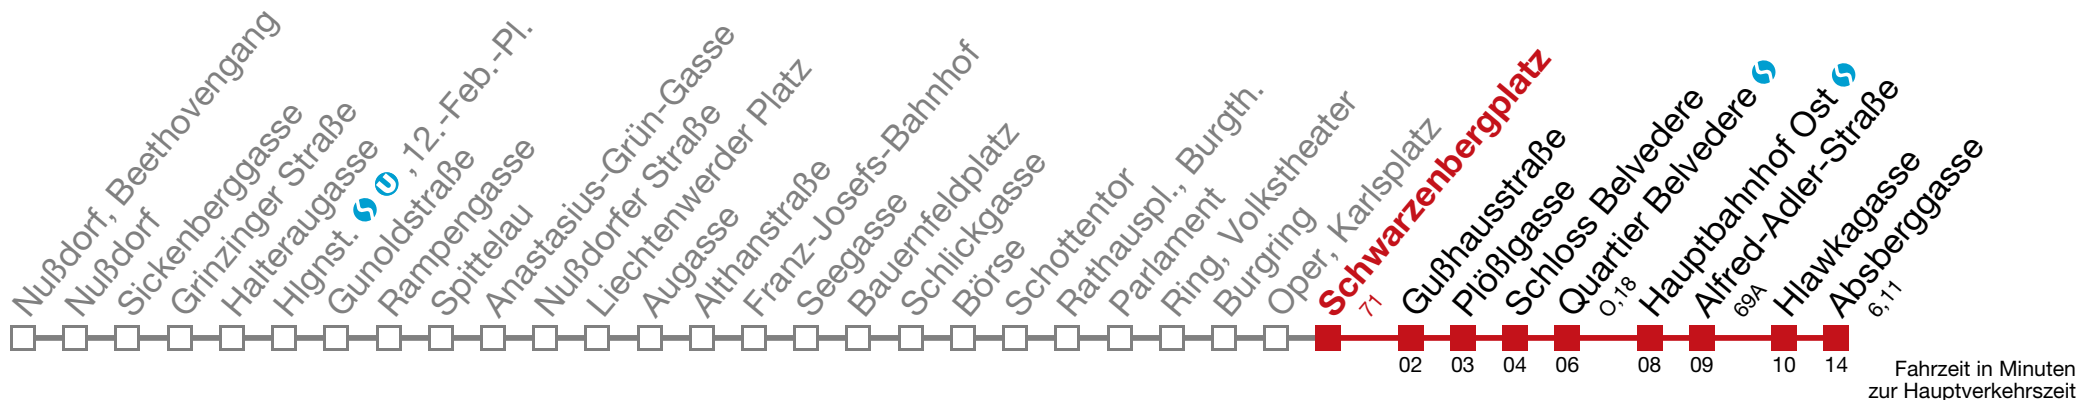 Nußdorf, Beethovengang
Nußdorf
Sickenberggasse
Grinzinger Straße
Halteraugasse
Hlgnst. , 12.-Feb.-Pl.
Gunoldstraße
Rampengasse
Spittelau
Anastasius-Grün-Gasse
Nußdorfer Straße
Liechtenwerder Platz
Augasse
Althanstraße
Franz-Josefs-Bahnhof
Seegasse
Bauernfeldplatz
Schlickgasse
Börse
Schottentor
Rathauspl., Burgth.
Parlament
Ring, Volkstheater
Burgring
Oper, Karlsplatz
Schwarzenbergplatz
71
Gußhausstraße
Plößlgasse
Schloss Belvedere
Quartier Belvedere
O,18
Hauptbahnhof Ost
Alfred-Adler-Straße
69A
Hlawkagasse
Absberggasse
6,11
02 03 04 06 08 09 10 14
Fahrzeit in Minuten
zur Hauptverkehrszeit